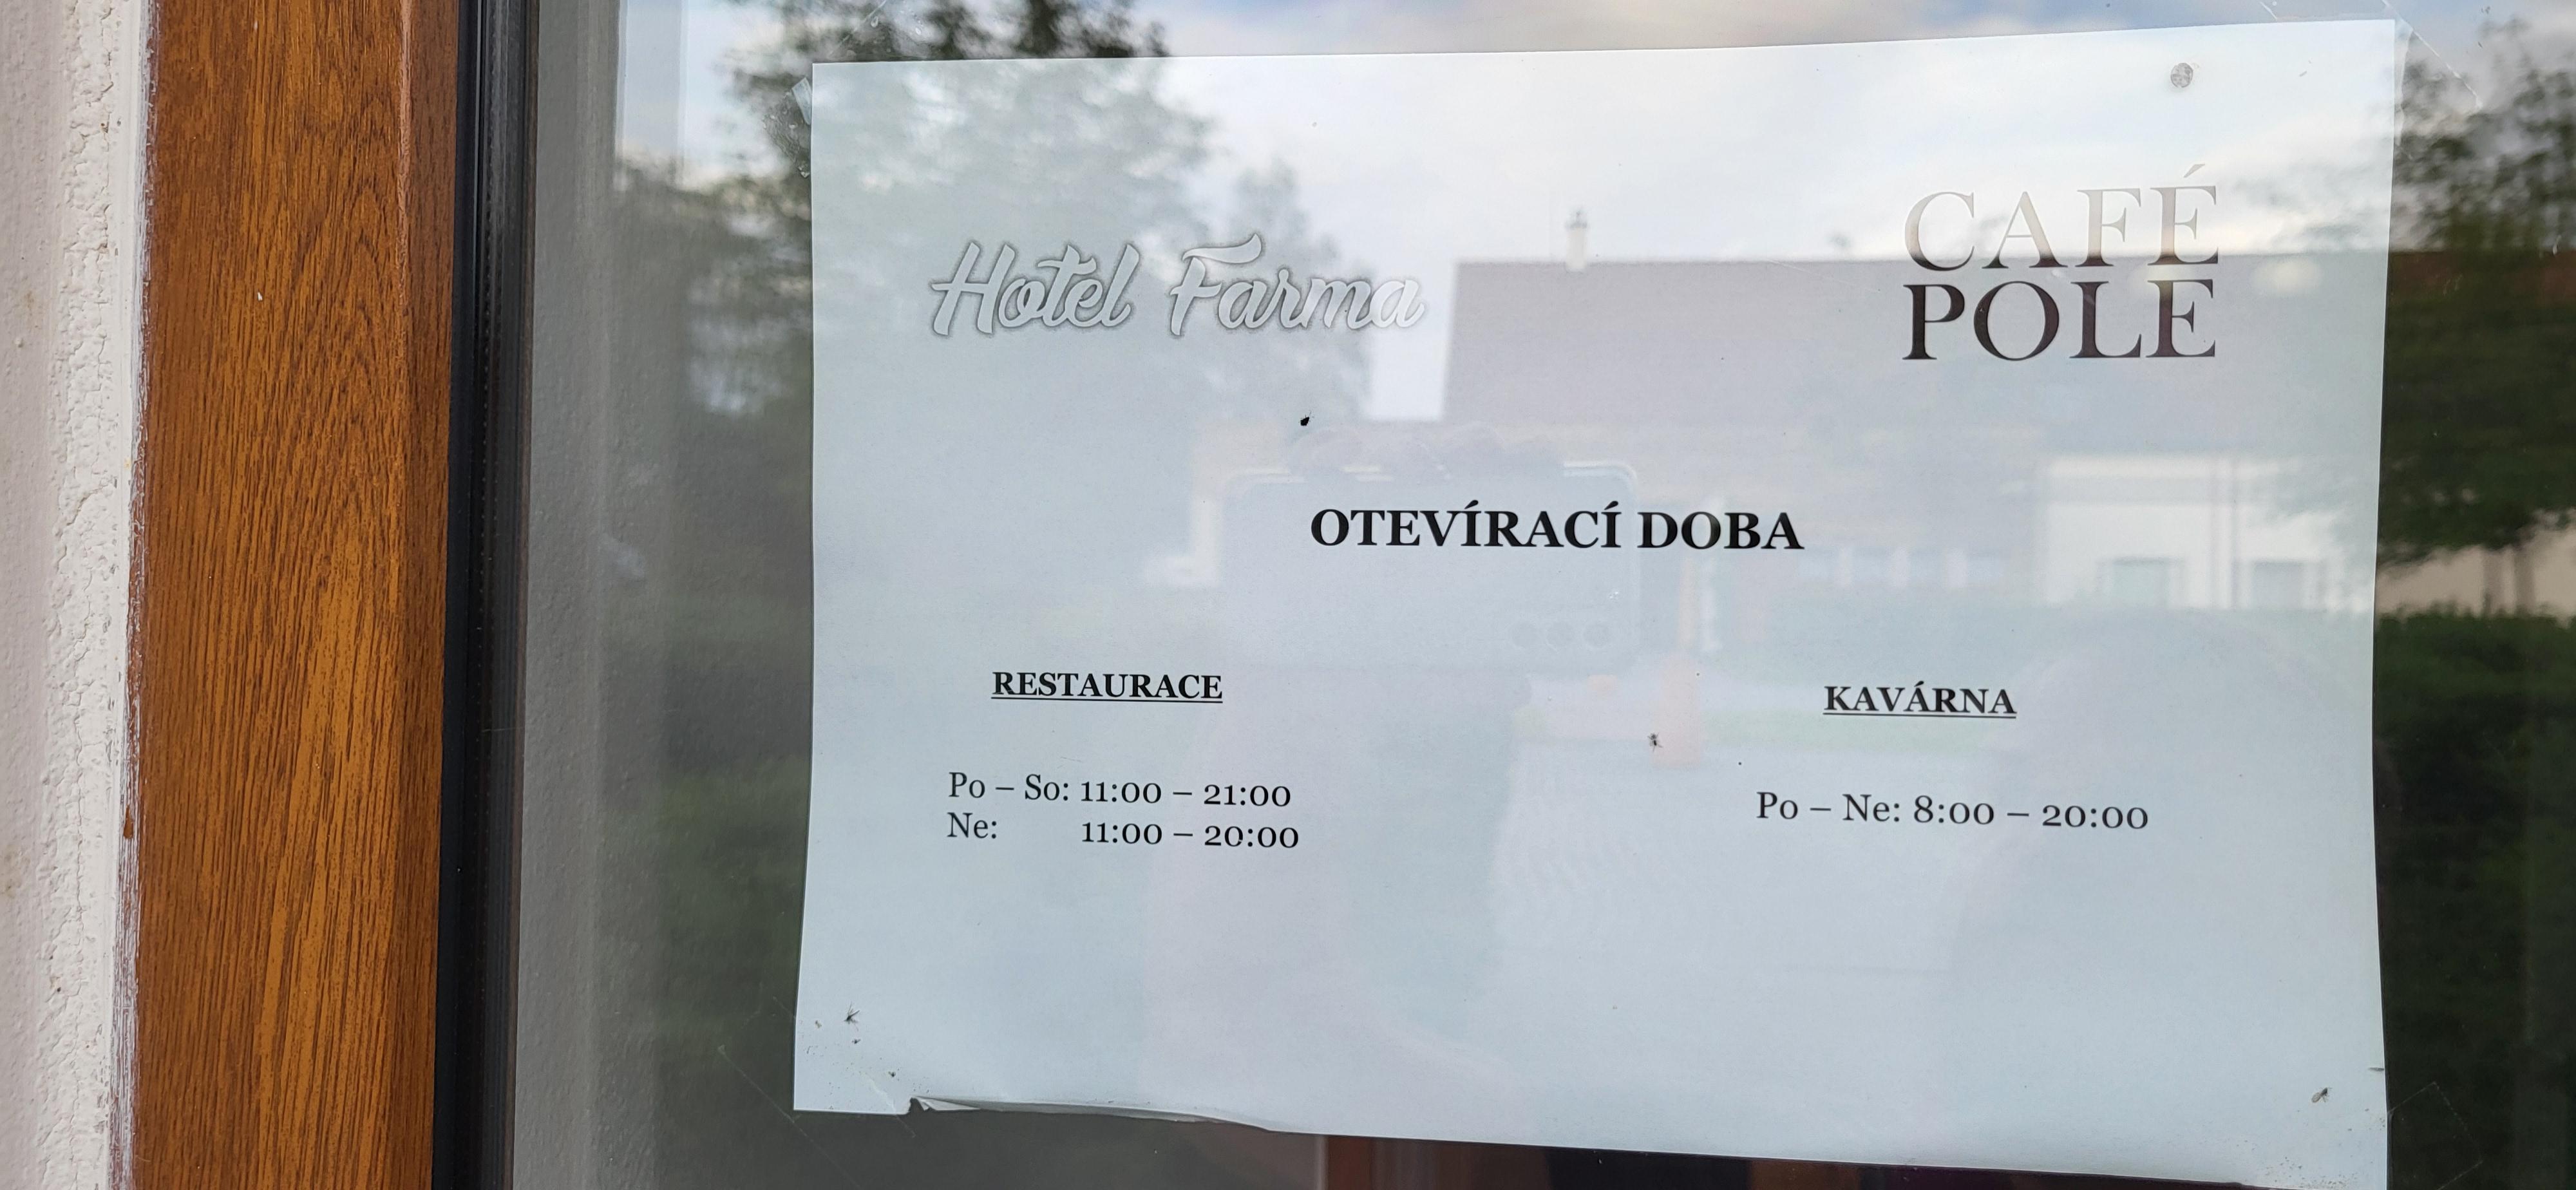 Hotel Farma
CAFÉ
POLE
OTEVÍRACÍ DOBA
RESTAURACE
Po – So: 11:00 – 21:00
Ne: 11:00 – 20:00
KAVÁRNA
Po – Ne: 8:00 – 20:00